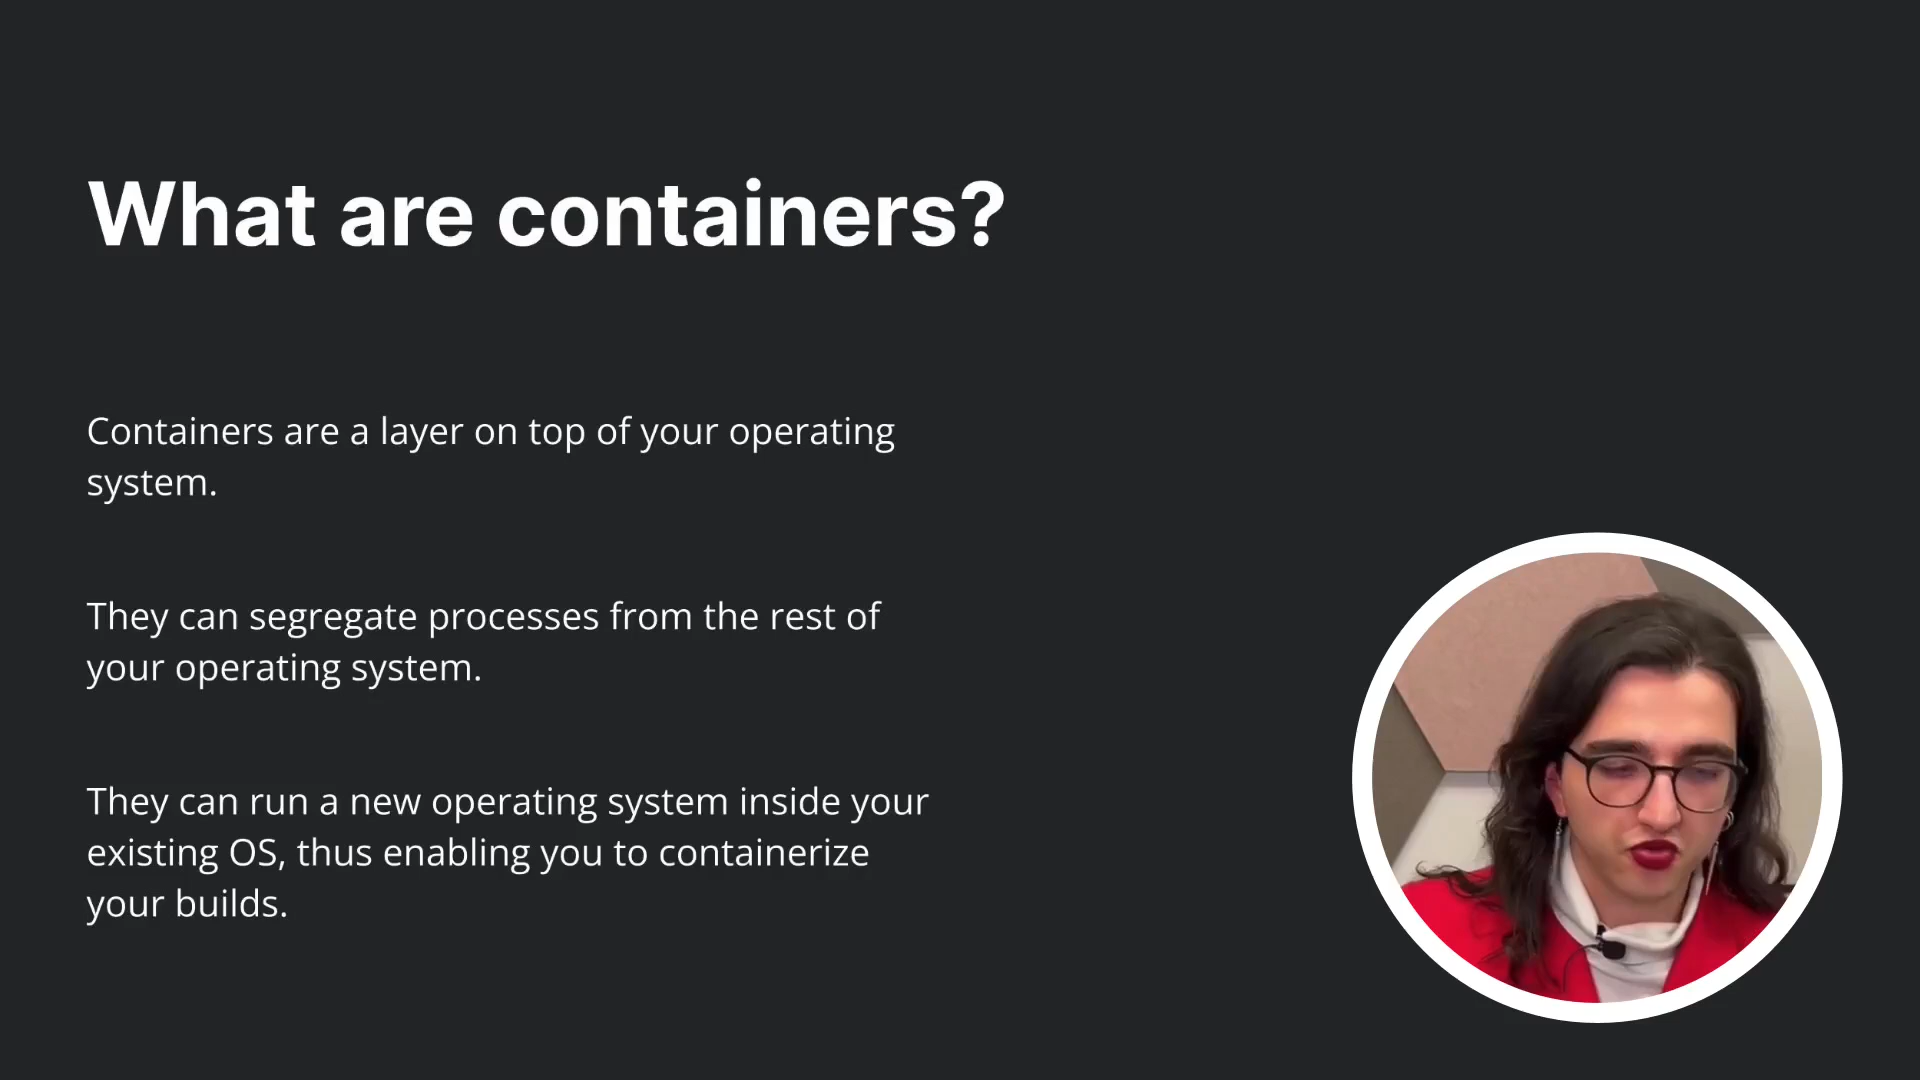 What are containers?
Containers are a layer on top of your operating
system.
They can segregate processes from the rest of
your operating system.
They can run a new operating system inside your
existing OS, thus enabling you to containerize
your builds.